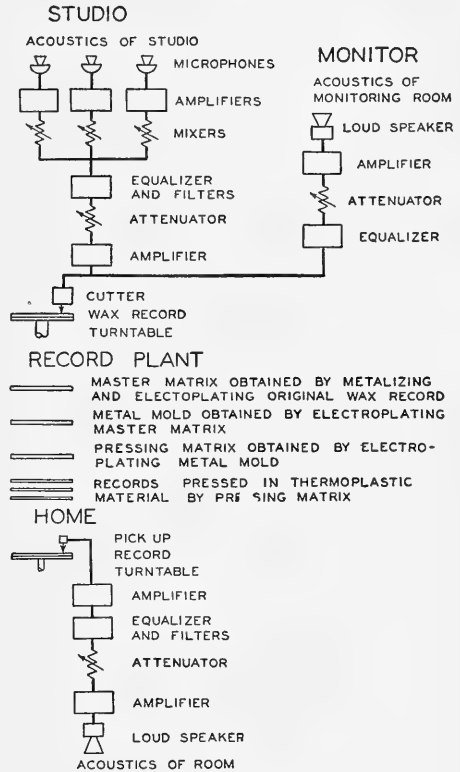 STUDIO
ACOUSTICS OF STUDIO
MICROPHONES
AMPLIFIERS
MIXERS
EQUALIZER
AND FILTERS
ATTENUATOR
AMPLIFIER
MONITOR
ACOUSTICS OF
MONITORING ROOM
LOUD SPEAKER
AMPLIFIER
ATTENUATOR
EQUALIZER
CUTTER
WAX RECORD
TURNTABLE
RECORD PLANT
MASTER MATRIX OBTAINED BY METALIZING
AND ELECTOPLATING ORIGINAL WAX RECORD
METAL MOLD OBTAINED BY ELECTROPLATING
MASTER MATRIX
PRESSING MATRIX OBTAINED BY ELECTRO-
PLATING METAL MOLD
RECORDS PRESSED IN THERMOPLASTIC
MATERIAL BY PRESSING MATRIX
HOME
PICK UP
RECORD
TURNTABLE
AMPLIFIER
EQUALIZER
AND FILTERS
ATTENUATOR
AMPLIFIER
LOUD SPEAKER
ACOUSTICS OF ROOM